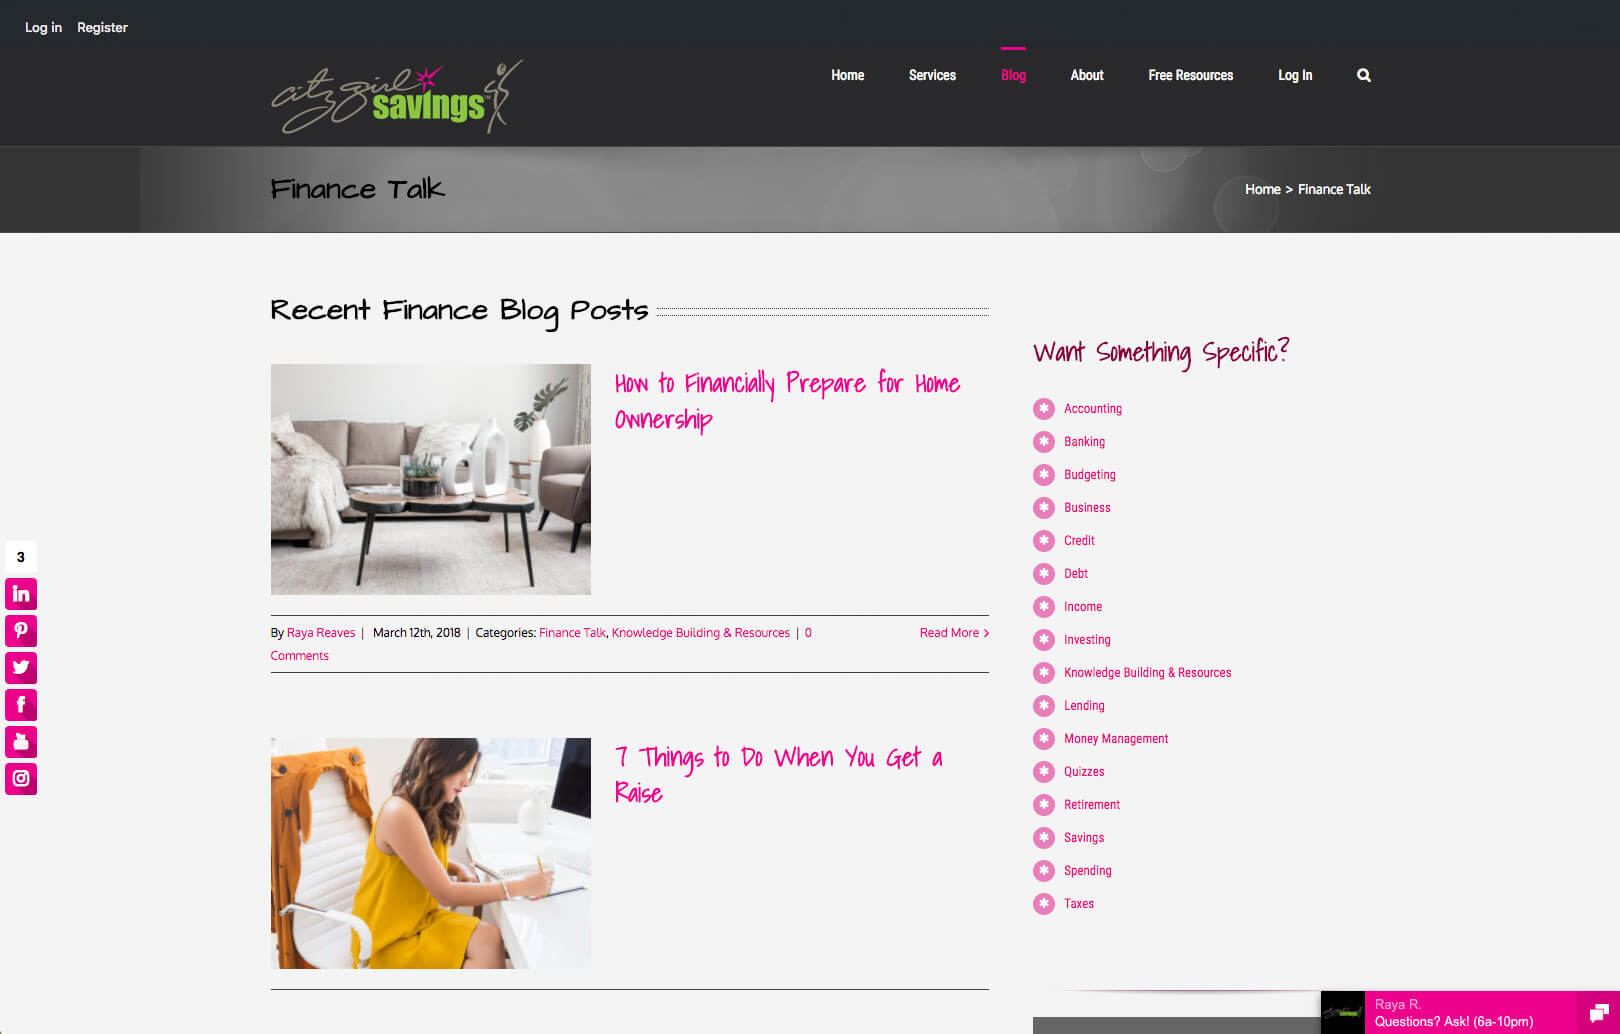 Log in Register
city girl savings™
Home Services Blog About Free Resources Log In
Finance Talk
Home > Finance Talk
Recent Finance Blog Posts
How to Financially Prepare for Home
Ownership
By Raya Reaves | March 12th, 2018 | Categories: Finance Talk, Knowledge Building & Resources | 0
Comments
Read More >
7 Things to Do When You Get a
Raise
Want Something Specific?
Accounting
Banking
Budgeting
Business
Credit
Debt
Income
Investing
Knowledge Building & Resources
Lending
Money Management
Quizzes
Retirement
Savings
Spending
Taxes
3
in
Raya R.
Questions? Ask! (6a-10pm)